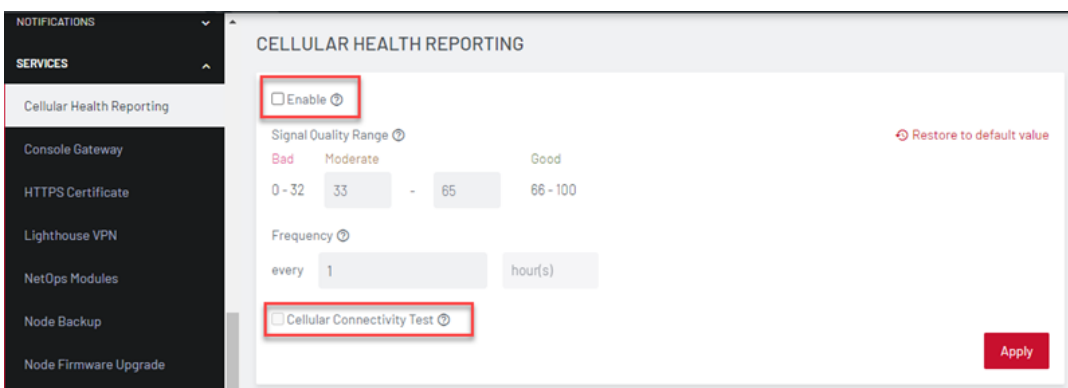 NOTIFICATIONS
SERVICES
Cellular Health Reporting
Console Gateway
HTTPS Certificate
Lighthouse VPN
NetOps Modules
Node Backup
Node Firmware Upgrade
CELLULAR HEALTH REPORTING
Enable
Signal Quality Range
Restore to default value
Bad Moderate Good
0 - 32 33 - 65 66 - 100
Frequency
every 1 hour(s)
Cellular Connectivity Test
Apply